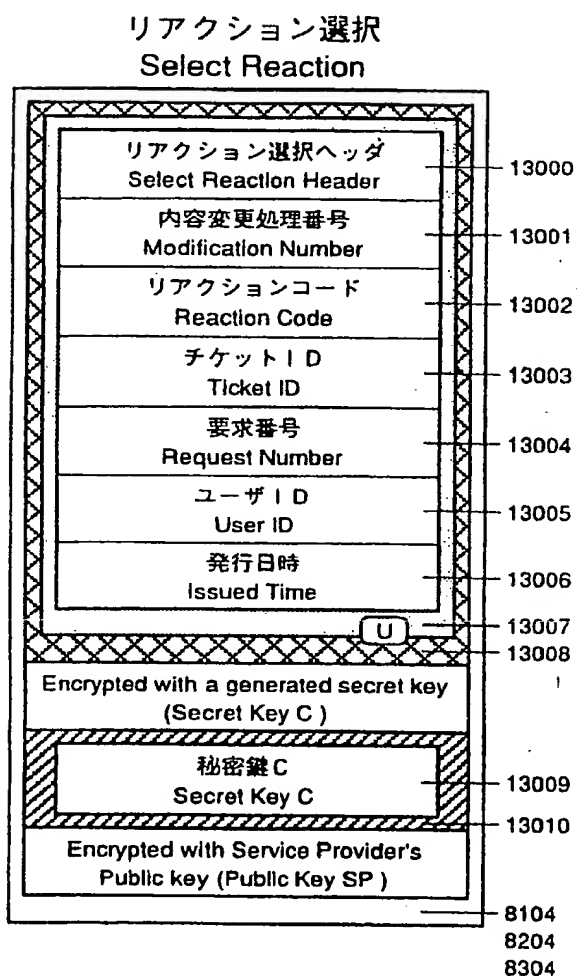 リアクション選択
Select Reaction
リアクション選択ヘッダ
Select Reaction Header
13000
内容変更処理番号
Modification Number
13001
リアクションコード
Reaction Code
13002
チケットID
Ticket ID
13003
要求番号
Request Number
13004
ユーザID
User ID
13005
発行日時
Issued Time
13006
U
13007
13008
Encrypted with a generated secret key
(Secret Key C )
秘密鍵C
Secret Key C
13009
13010
Encrypted with Service Provider's
Public key (Public Key SP )
8104
8204
8304